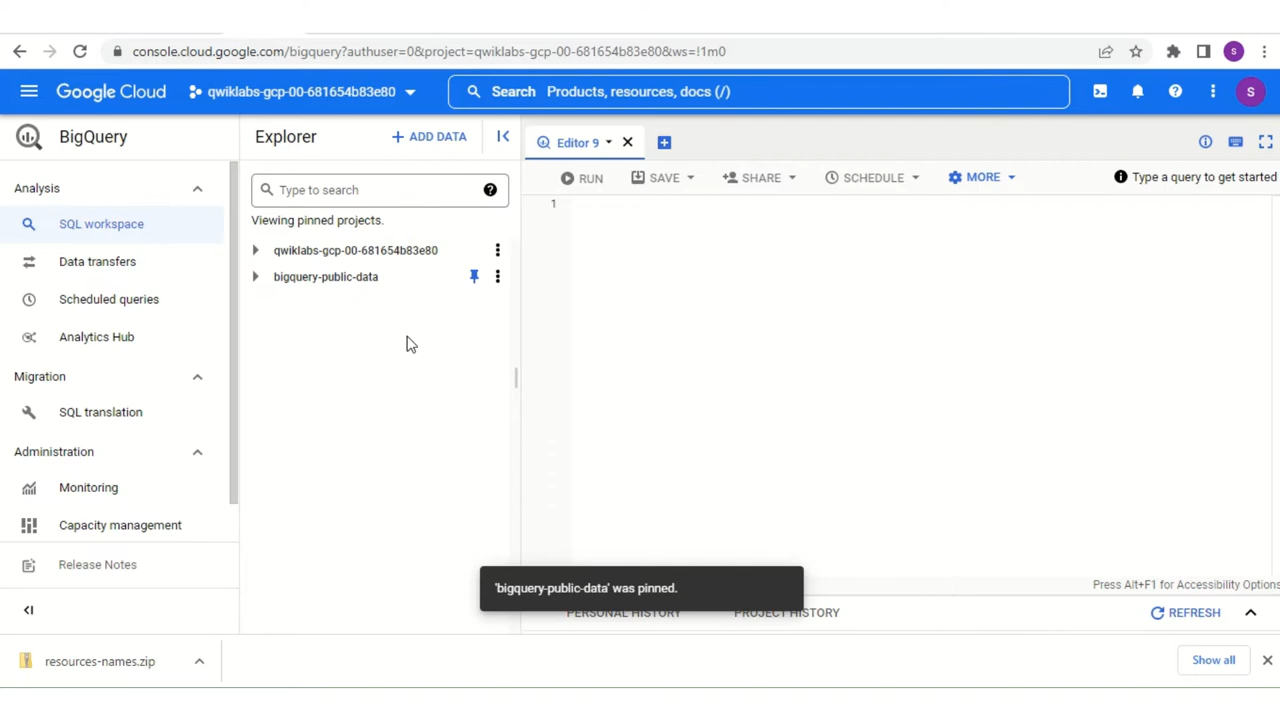 console.cloud.google.com/bigquery?authuser=0&project=qwiklabs-gcp-00-681654b83e80&ws=!1m0
S
Google Cloud
qwiklabs-gcp-00-681654b83e80
Search Products, resources, docs (/)
S
BigQuery
Analysis
SQL workspace
Data transfers
Scheduled queries
Analytics Hub
Migration
SQL translation
Administration
Monitoring
Capacity management
Release Notes
Explorer
+ ADD DATA
Type to search
Viewing pinned projects.
qwiklabs-gcp-00-681654b83e80
bigquery-public-data
Editor 9
RUN
SAVE
SHARE
SCHEDULE
MORE
Type a query to get started
1
Press Alt+F1 for Accessibility Options
'bigquery-public-data' was pinned.
PERSONAL HISTORY
PROJECT HISTORY
REFRESH
resources-names.zip
Show all